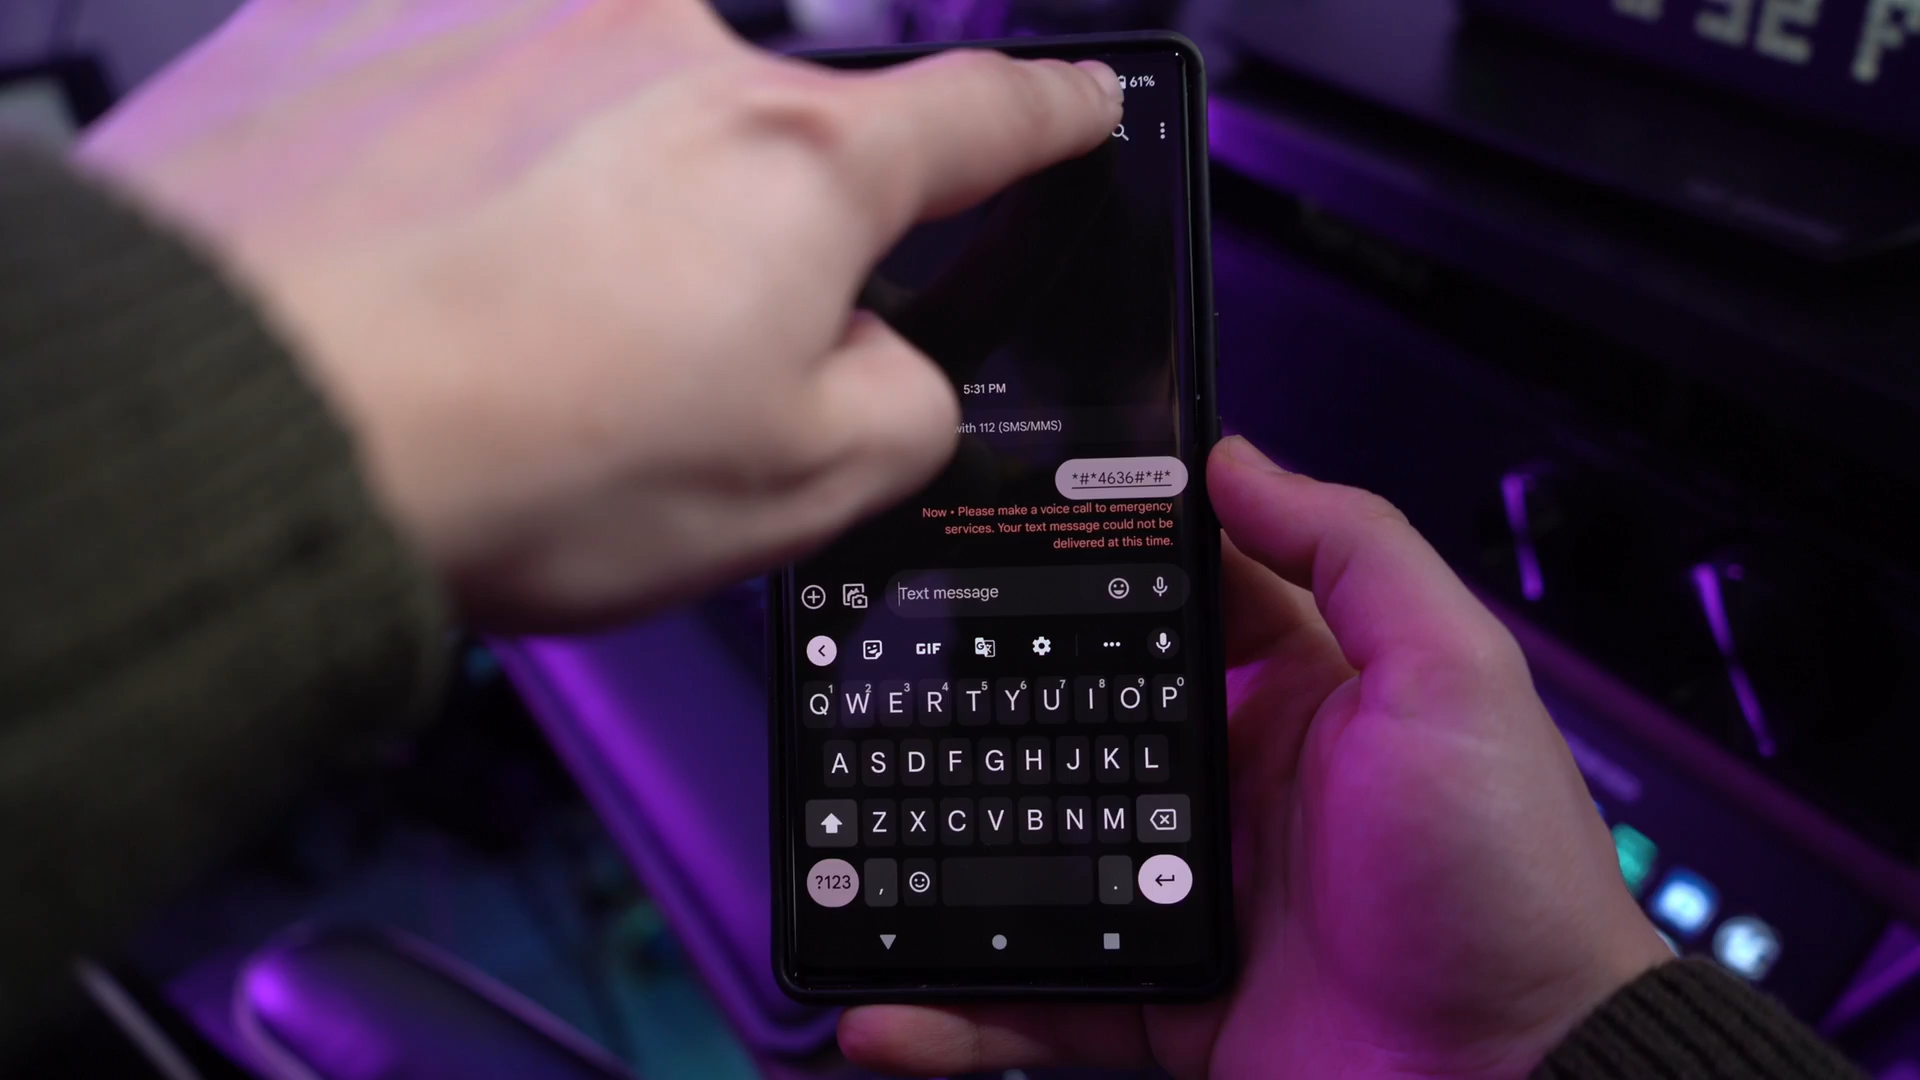 61%
5:31 PM
with 112 (SMS/MMS)
*#*4636#*#*
Now • Please make a voice call to emergency
services. Your text message could not be
delivered at this time.
Text message
GIF
1 2 3 4 5 6 7 8 9 0
Q W E R T Y U I O P
A S D F G H J K L
Z X C V B N M
?123 , .